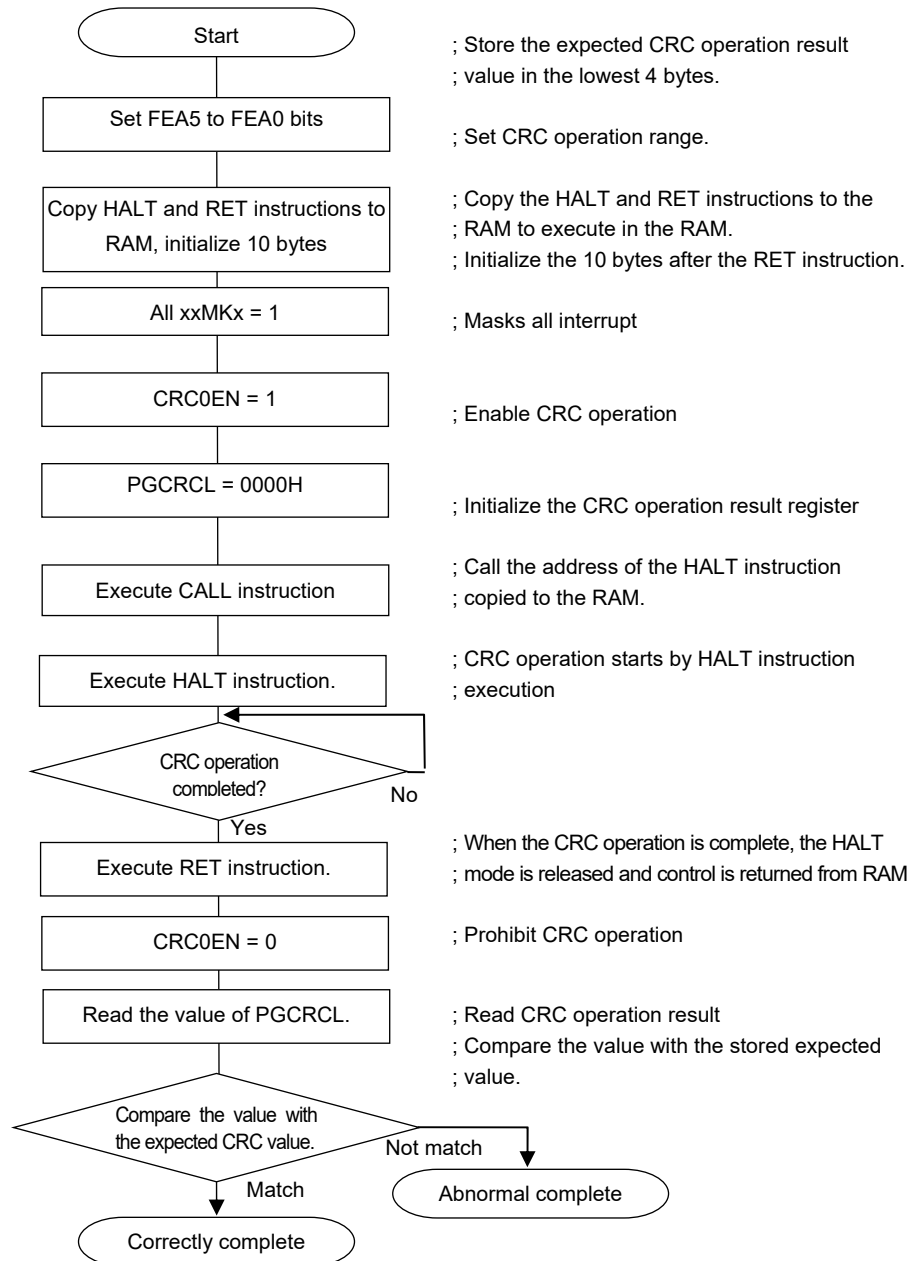 Start
; Store the expected CRC operation result
; value in the lowest 4 bytes.
Set FEA5 to FEA0 bits
; Set CRC operation range.
Copy HALT and RET instructions to
RAM, initialize 10 bytes
; Copy the HALT and RET instructions to the
; RAM to execute in the RAM.
; Initialize the 10 bytes after the RET instruction.
All xxMKx = 1
; Masks all interrupt
CRC0EN = 1
; Enable CRC operation
PGCRCL = 0000H
; Initialize the CRC operation result register
Execute CALL instruction
; Call the address of the HALT instruction
; copied to the RAM.
Execute HALT instruction.
; CRC operation starts by HALT instruction
; execution
CRC operation
completed?
No
Yes
Execute RET instruction.
; When the CRC operation is complete, the HALT
; mode is released and control is returned from RAM
CRC0EN = 0
; Prohibit CRC operation
Read the value of PGCRCL.
; Read CRC operation result
; Compare the value with the stored expected
; value.
Compare the value with
the expected CRC value.
Not match
Match
Abnormal complete
Correctly complete